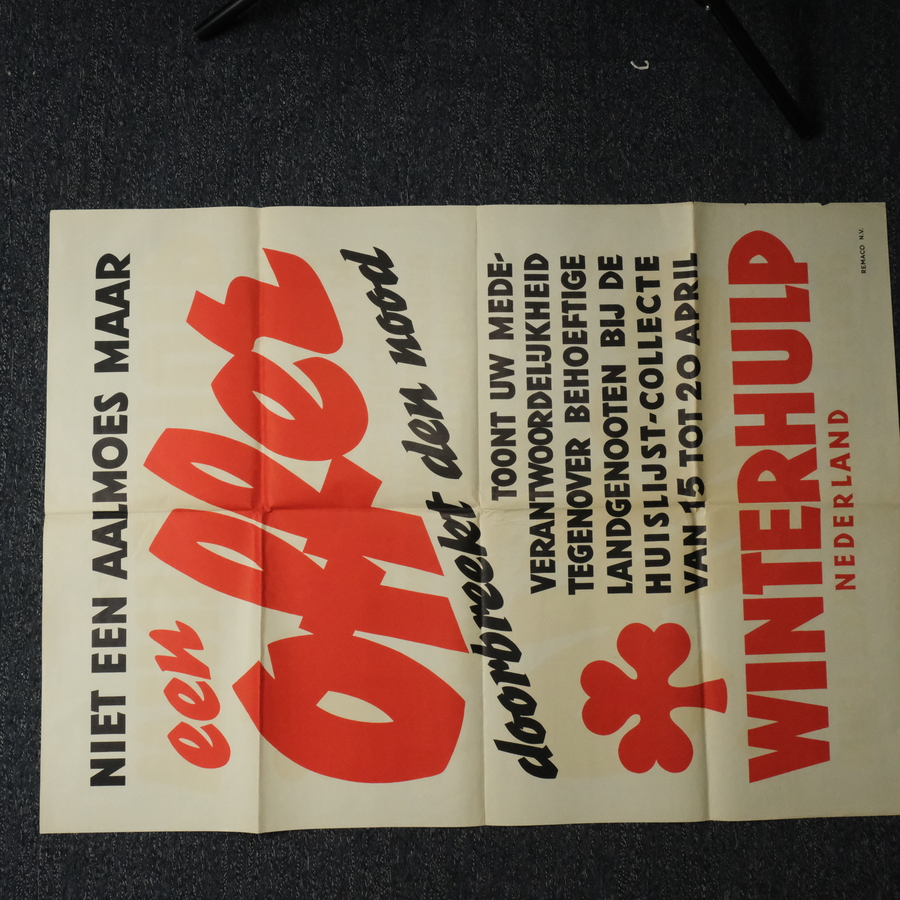 NIET EEN AALMOES MAAR
een
offer
doorbreekt den nood
TOONT UW MEDE-
VERANTWOORDELIJKHEID
TEGENOVER BEHOEFTIGE
LANDGENOOTEN BIJ DE
HUISLIJST-COLLECTE
VAN 15 TOT 20 APRIL
WINTERHULP
NEDERLAND
REMACO N.V.